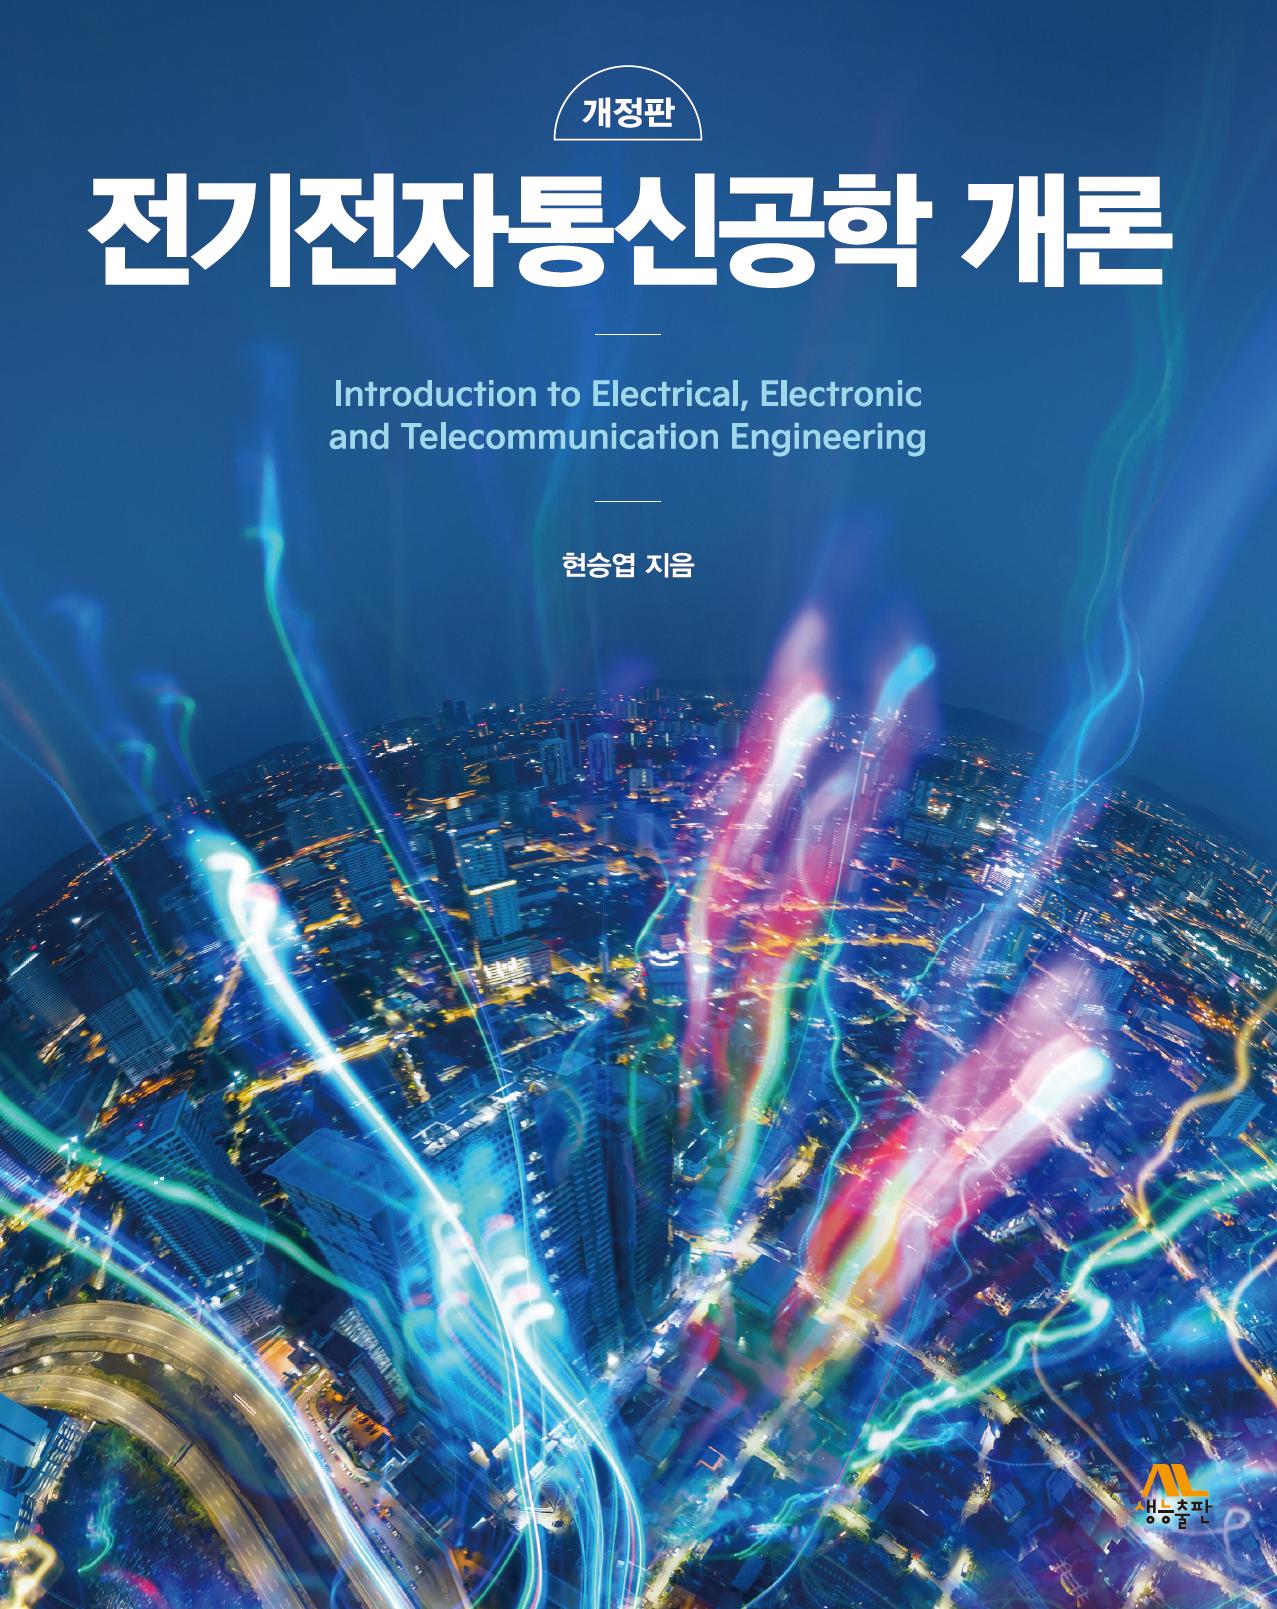 개정판
전기전자통신공학 개론
Introduction to Electrical, Electronic
and Telecommunication Engineering
현승엽 지음
생능출판